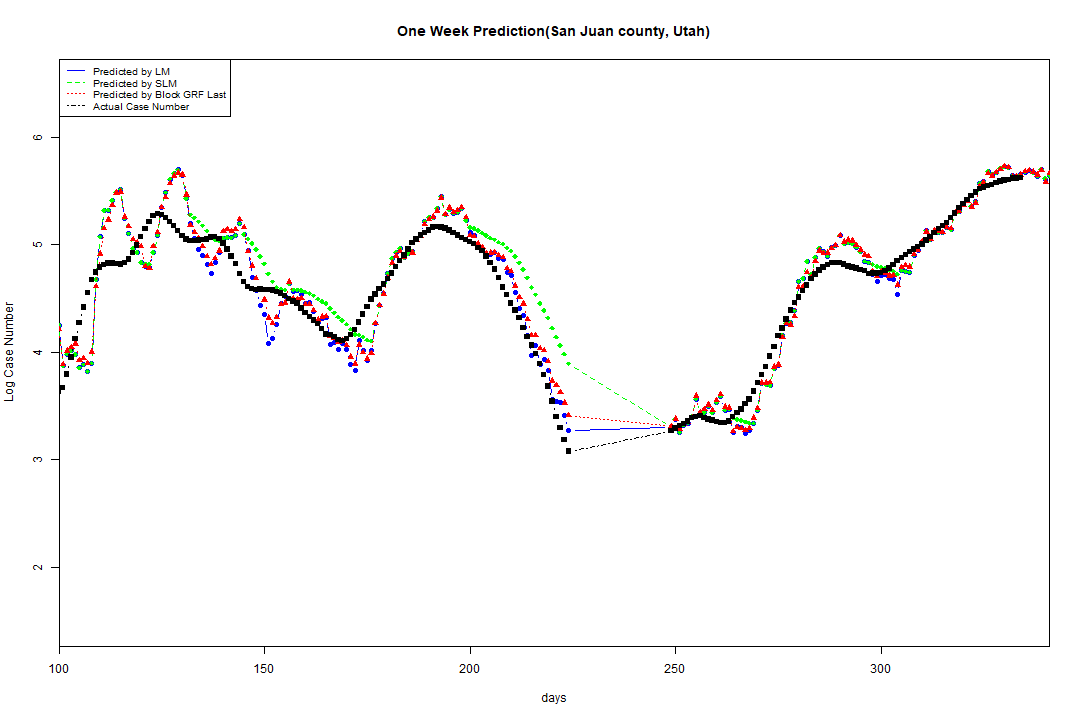 One Week Prediction(San Juan county, Utah)
Predicted by LM
Predicted by SLM
Predicted by Block GRF Last
Actual Case Number
6
5
4
3
2
Log Case Number
100
150
200
250
300
days